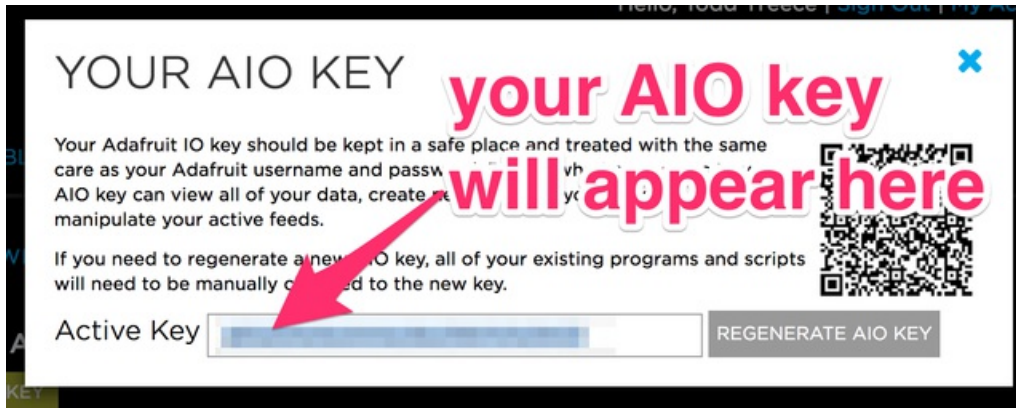 Hello, Todd Treece | Sign Out | My Ac
YOUR AIO KEY
your AIO key
will appear here
Your Adafruit IO key should be kept in a safe place and treated with the same
care as your Adafruit username and passw
AIO key can view all of your data, create
manipulate your active feeds.
If you need to regenerate a new AIO key, all of your existing programs and scripts
will need to be manually to the new key.
Active Key
REGENERATE AIO KEY
KEY